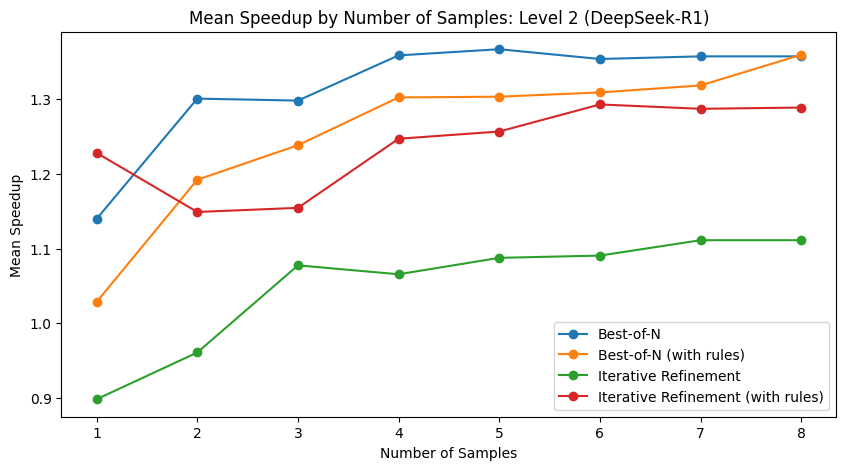 Mean Speedup by Number of Samples: Level 2 (DeepSeek-R1)
Mean Speedup
1.3
1.2
1.1
1.0
0.9
1 2 3 4 5 6 7 8
Number of Samples
Best-of-N
Best-of-N (with rules)
Iterative Refinement
Iterative Refinement (with rules)